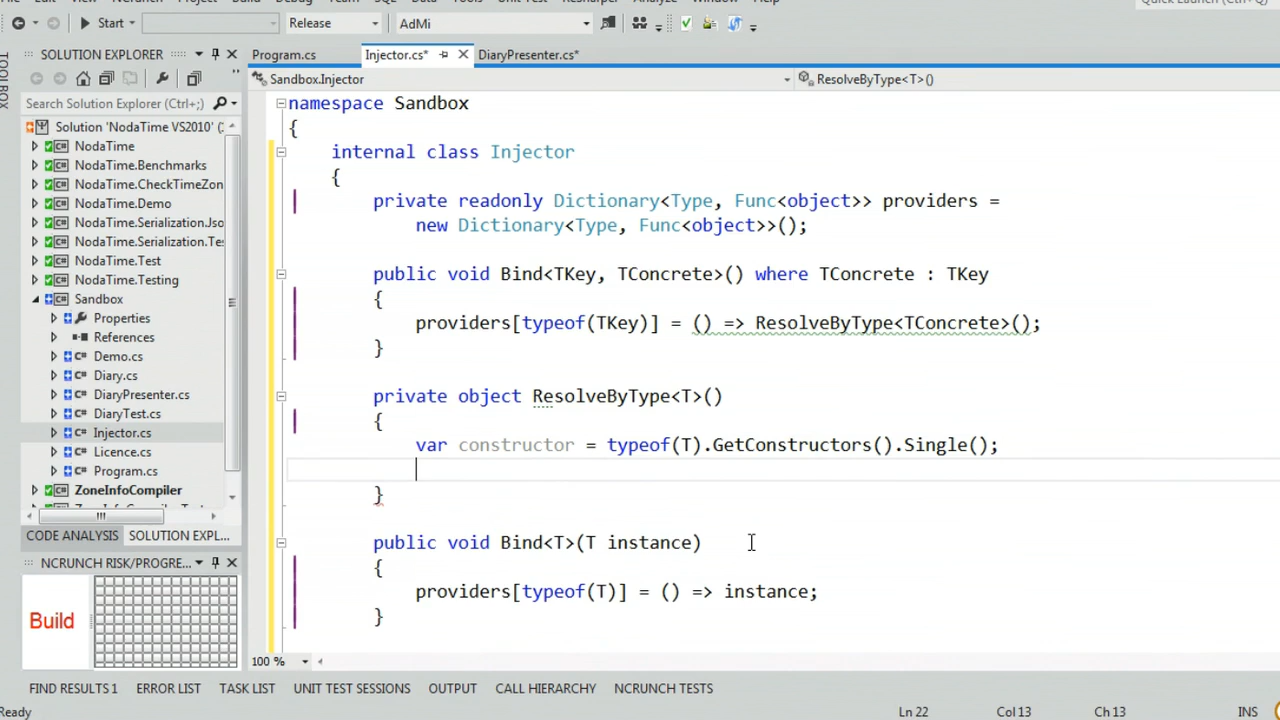 Start
Release
AdMi
SOLUTION EXPLORER
Program.cs
Injector.cs*
DiaryPresenter.cs*
TOOLBOX
Sandbox.Injector
ResolveByType<T>()
Search Solution Explorer (Ctrl+;)
Solution 'NodaTime VS2010' (
NodaTime
NodaTime.Benchmarks
NodaTime.CheckTimeZon
NodaTime.Demo
NodaTime.Serialization.Jso
NodaTime.Serialization.Te
NodaTime.Test
NodaTime.Testing
Sandbox
Properties
References
Demo.cs
Diary.cs
DiaryPresenter.cs
DiaryTest.cs
Injector.cs
Licence.cs
Program.cs
ZoneInfoCompiler
CODE ANALYSIS
SOLUTION EXPL...
NCRUNCH RISK/PROGRE...
Build
namespace Sandbox
{
internal class Injector
{
private readonly Dictionary<Type, Func<object>> providers =
new Dictionary<Type, Func<object>>();
public void Bind<TKey, TConcrete>() where TConcrete : TKey
{
providers[typeof(TKey)] = () => ResolveByType<TConcrete>();
}
private object ResolveByType<T>()
{
var constructor = typeof(T).GetConstructors().Single();
}
public void Bind<T>(T instance)
{
providers[typeof(T)] = () => instance;
}
100 %
FIND RESULTS 1
ERROR LIST
TASK LIST
UNIT TEST SESSIONS
OUTPUT
CALL HIERARCHY
NCRUNCH TESTS
Ready
Ln 22
Col 13
Ch 13
INS